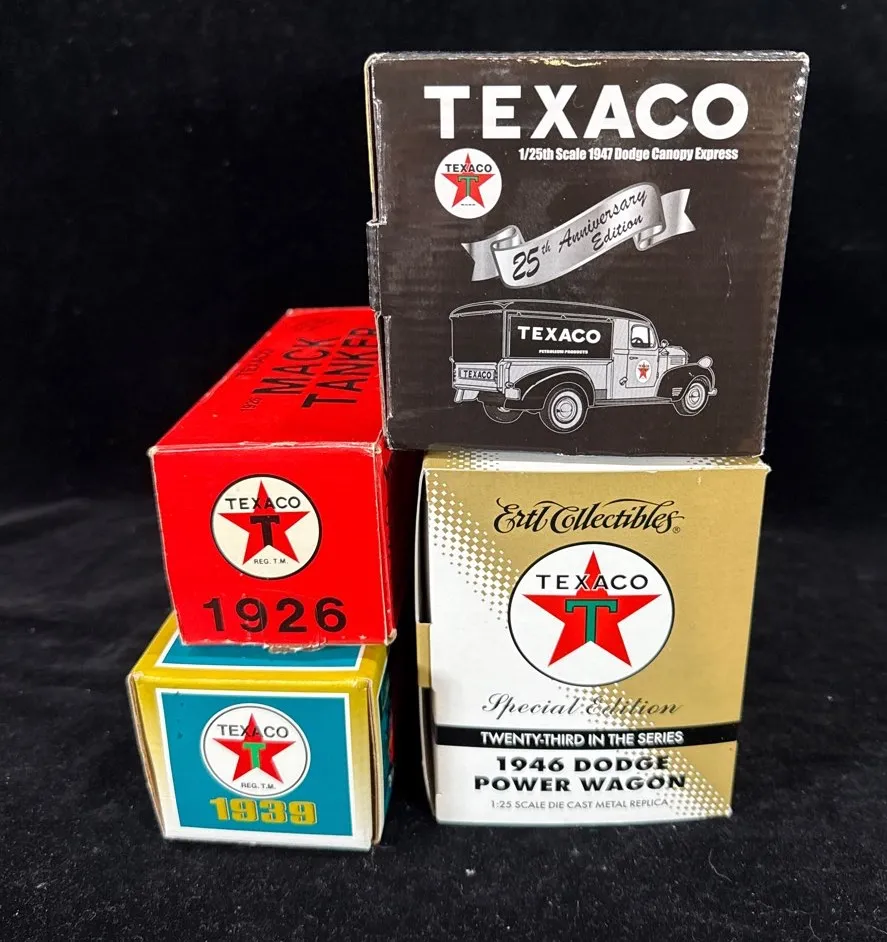 TEXACO
1/25th Scale 1947 Dodge Canopy Express
TEXACO
T
25th Anniversary
Edition
TEXACO
PETROLEUM PRODUCTS
TEXACO
TEXACO
1926
MACK
TANKER
TEXACO
T
REG. T.M.
1926
TEXACO
T
REG. T.M.
1939
Ertl Collectibles®
TEXACO
T
Special Edition
TWENTY-THIRD IN THE SERIES
1946 DODGE
POWER WAGON
1:25 SCALE DIE CAST METAL REPLICA